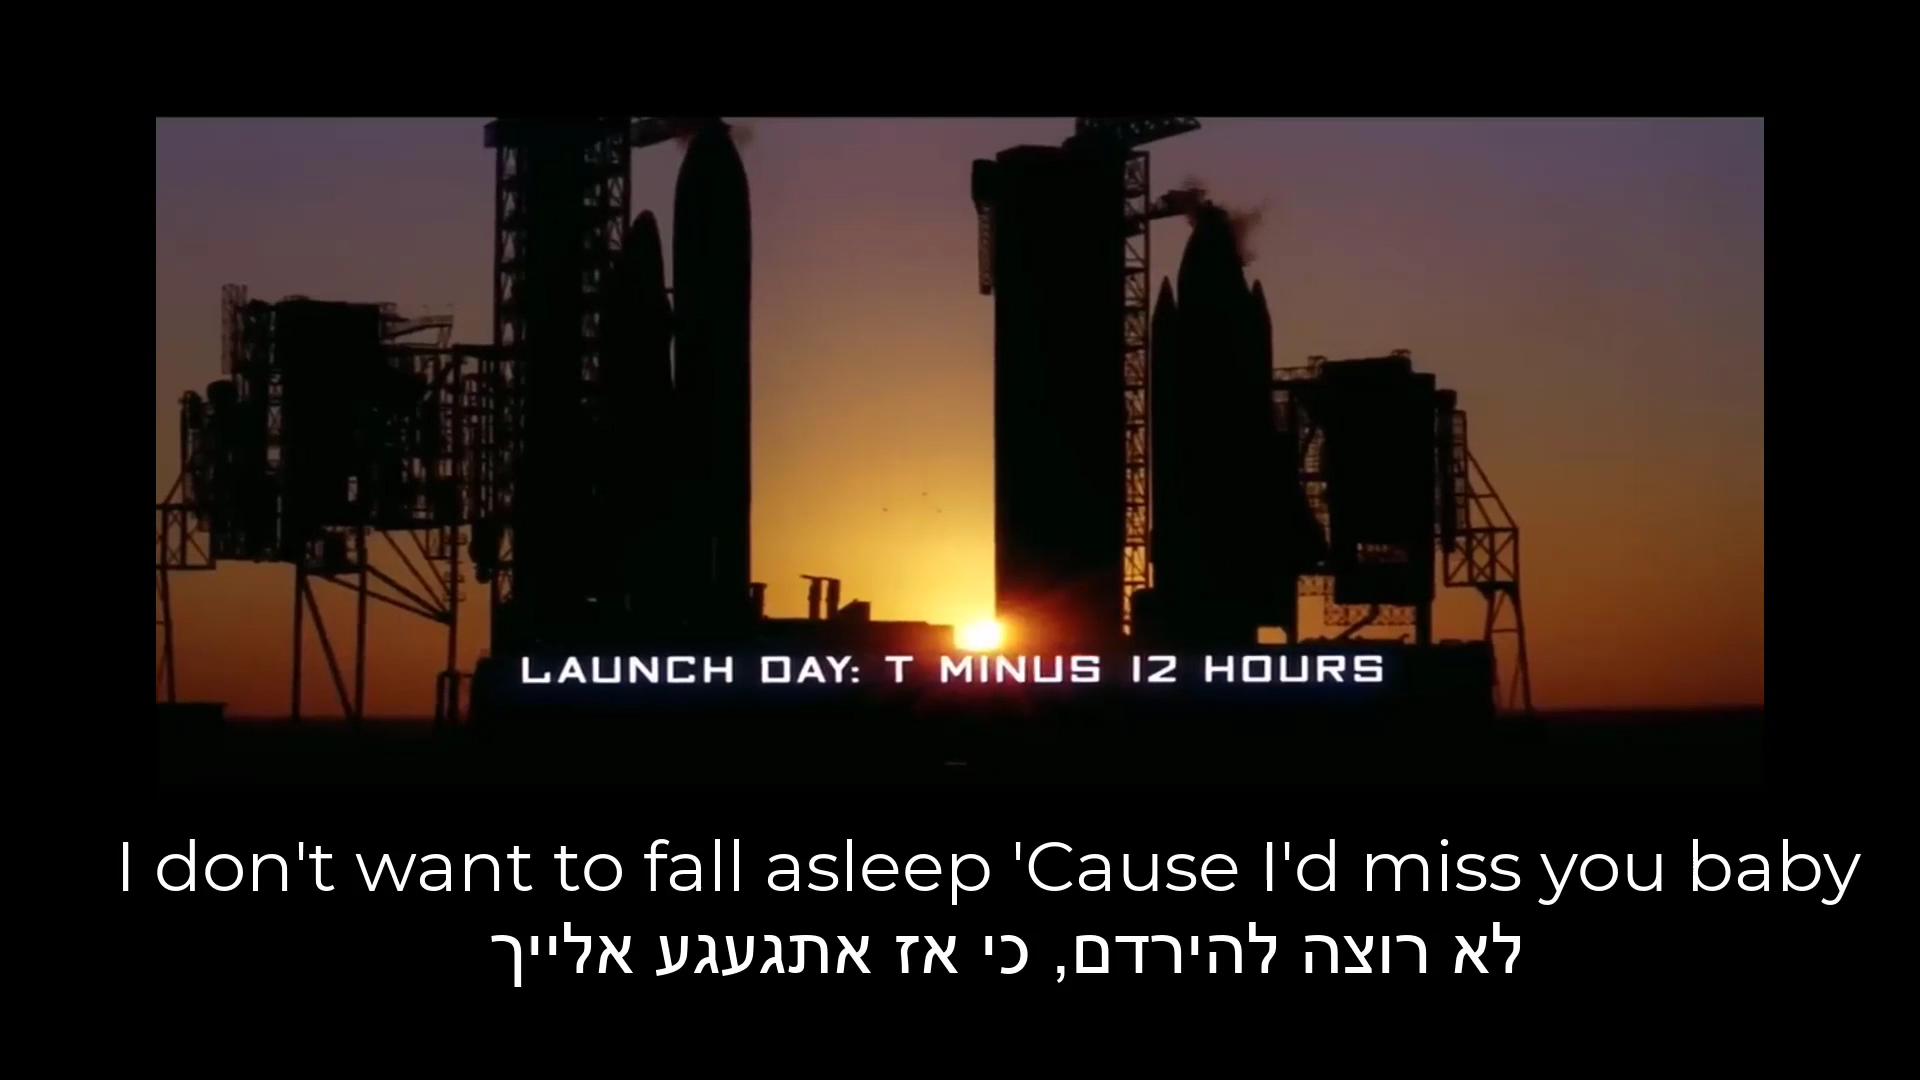 LAUNCH DAY: T MINUS 12 HOURS
I don't want to fall asleep 'Cause I'd miss you baby
לא רוצה להירדם, כי אז אתגעגע אלייך